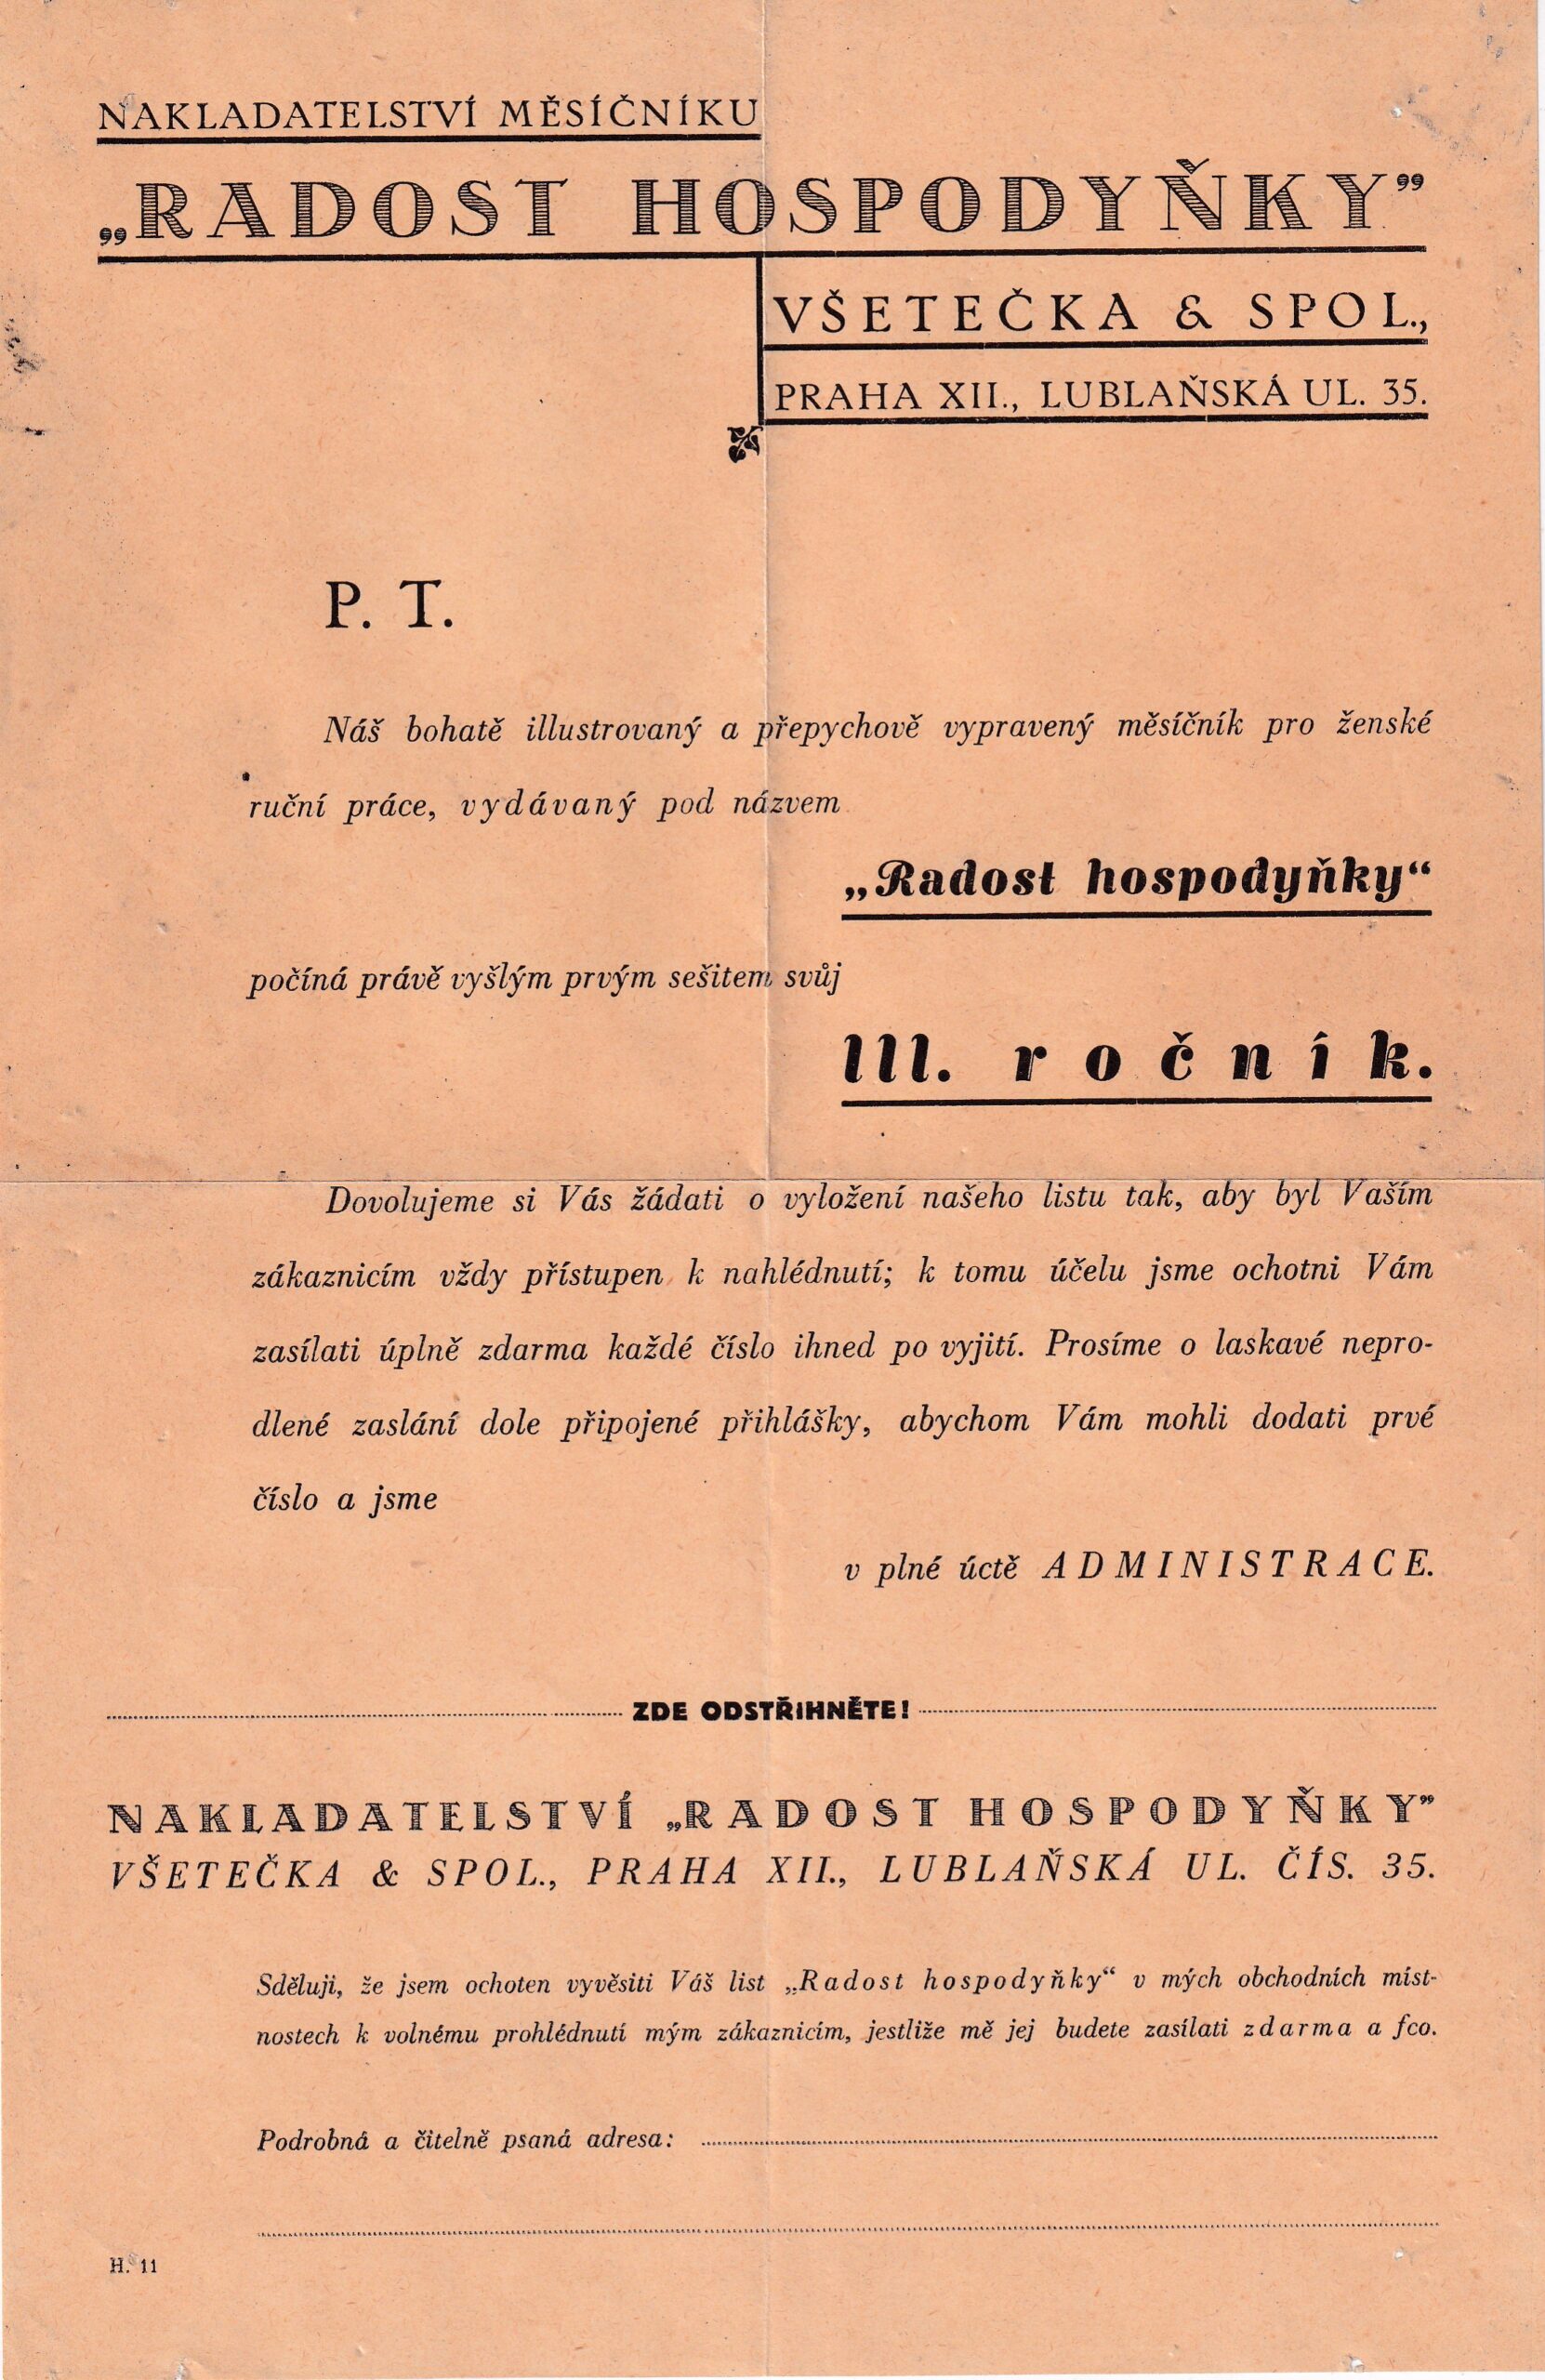 NAKLADATELSTVÍ MĚSÍČNÍKU
„RADOST HOSPODYŇKY”
VŠETEČKA & SPOL.,
PRAHA XII., LUBLAŇSKÁ UL. 35.
P. T.
Náš bohatě illustrovaný a přepychově vypravený měsíčník pro ženské
ruční práce, vydávaný pod názvem
„Radost hospodyňky“
počíná právě vyšlým prvým sešitem svůj
III. ročník.
Dovolujeme si Vás žádati o vyložení našeho listu tak, aby byl Vaším
zákaznicím vždy přístupen k nahlédnutí; k tomu účelu jsme ochotni Vám
zasílati úplně zdarma každé číslo ihned po vyjití. Prosíme o laskavé nepro-
dlené zaslání dole připojené přihlášky, abychom Vám mohli dodati prvé
číslo a jsme
v plné úctě ADMINISTRACE.
ZDE ODSTŘIHNĚTE!
NAKLADATELSTVÍ „RADOST HOSPODYŇKY”
VŠETEČKA & SPOL., PRAHA XII., LUBLAŇSKÁ UL. ČÍS. 35.
Sděluji, že jsem ochoten vyvěsiti Váš list „Radost hospodyňky“ v mých obchodních míst-
nostech k volnému prohlédnutí mým zákaznicím, jestliže mě jej budete zasílati zdarma a fco.
Podrobná a čitelně psaná adresa:
H. 11